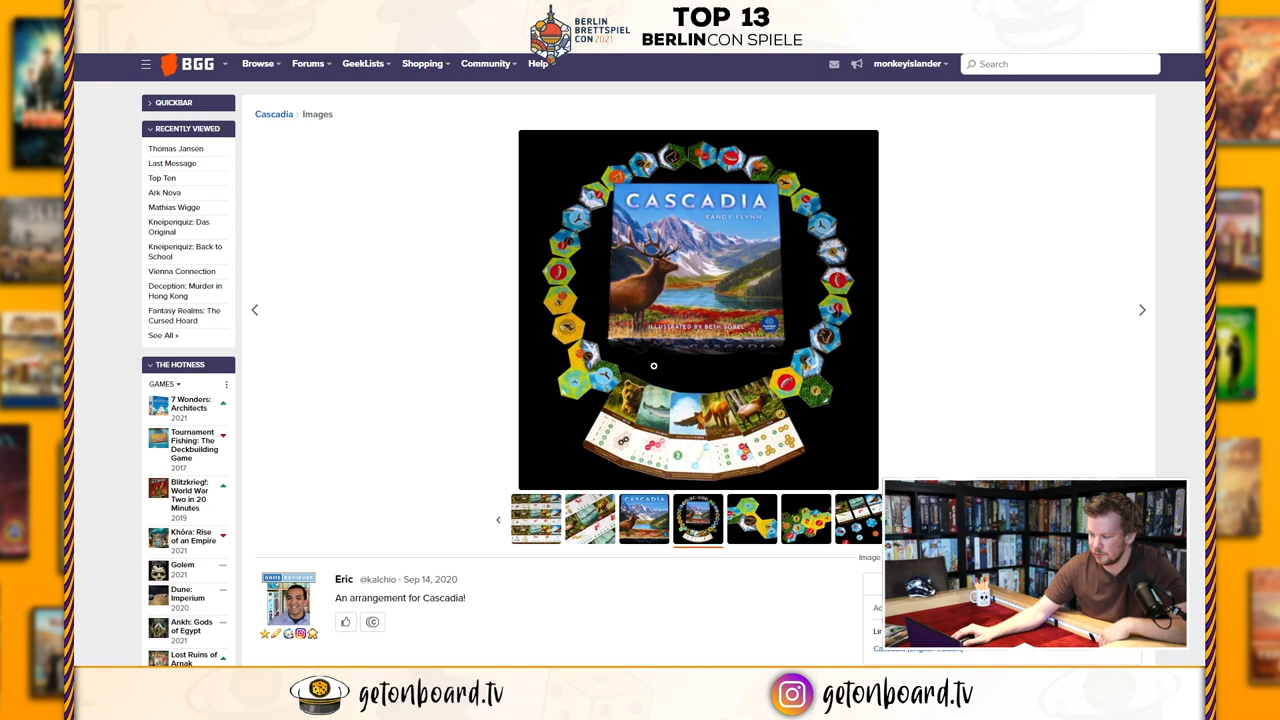 BERLIN
BRETTSPIEL
CON 2021
TOP 13
BERLINCON SPIELE
BGG
Browse
Forums
GeekLists
Shopping
Community
Help
monkeyislander
Search
QUICKBAR
RECENTLY VIEWED
Thomas Jansen
Last Message
Top Ten
Ark Nova
Mathias Wigge
Kneipenquiz: Das
Original
Kneipenquiz: Back to
School
Vienna Connection
Deception: Murder in
Hong Kong
Fantasy Realms: The
Cursed Hoard
See All »
THE HOTNESS
GAMES
7 Wonders:
Architects
2021
Tournament
Fishing: The
Deckbuilding
Game
2017
Blitzkrieg!:
World War
Two in 20
Minutes
2019
Khôra: Rise
of an Empire
2021
Golem
2021
Dune:
Imperium
2020
Ankh: Gods
of Egypt
2021
Lost Ruins of
Arnak
Cascadia › Images
CASCADIA
RANDY FLYNN
ILLUSTRATED BY BETH SOBEL
CASCADIA
CASCADIA
Image
GAME REVIEWER
Eric @kalchio · Sep 14, 2020
An arrangement for Cascadia!
getonboard.tv
getonboard.tv